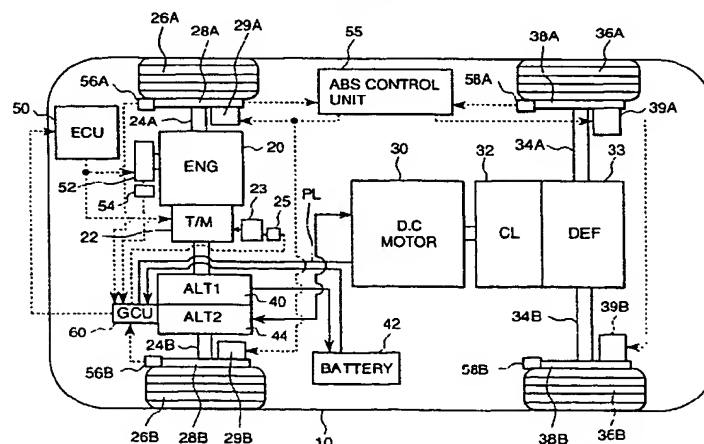 26A
28A
29A
55
38A
36A
56A
ABS CONTROL UNIT
58A
50
ECU
24A
20
39A
30
32
34A
33
52
ENG
23
25
PL
54
T/M
D.C MOTOR
CL
DEF
22
ALT1
40
GCU
ALT2
44
42
34B
39B
60
24B
BATTERY
58B
56B
26B
28B
29B
10
38B
36B